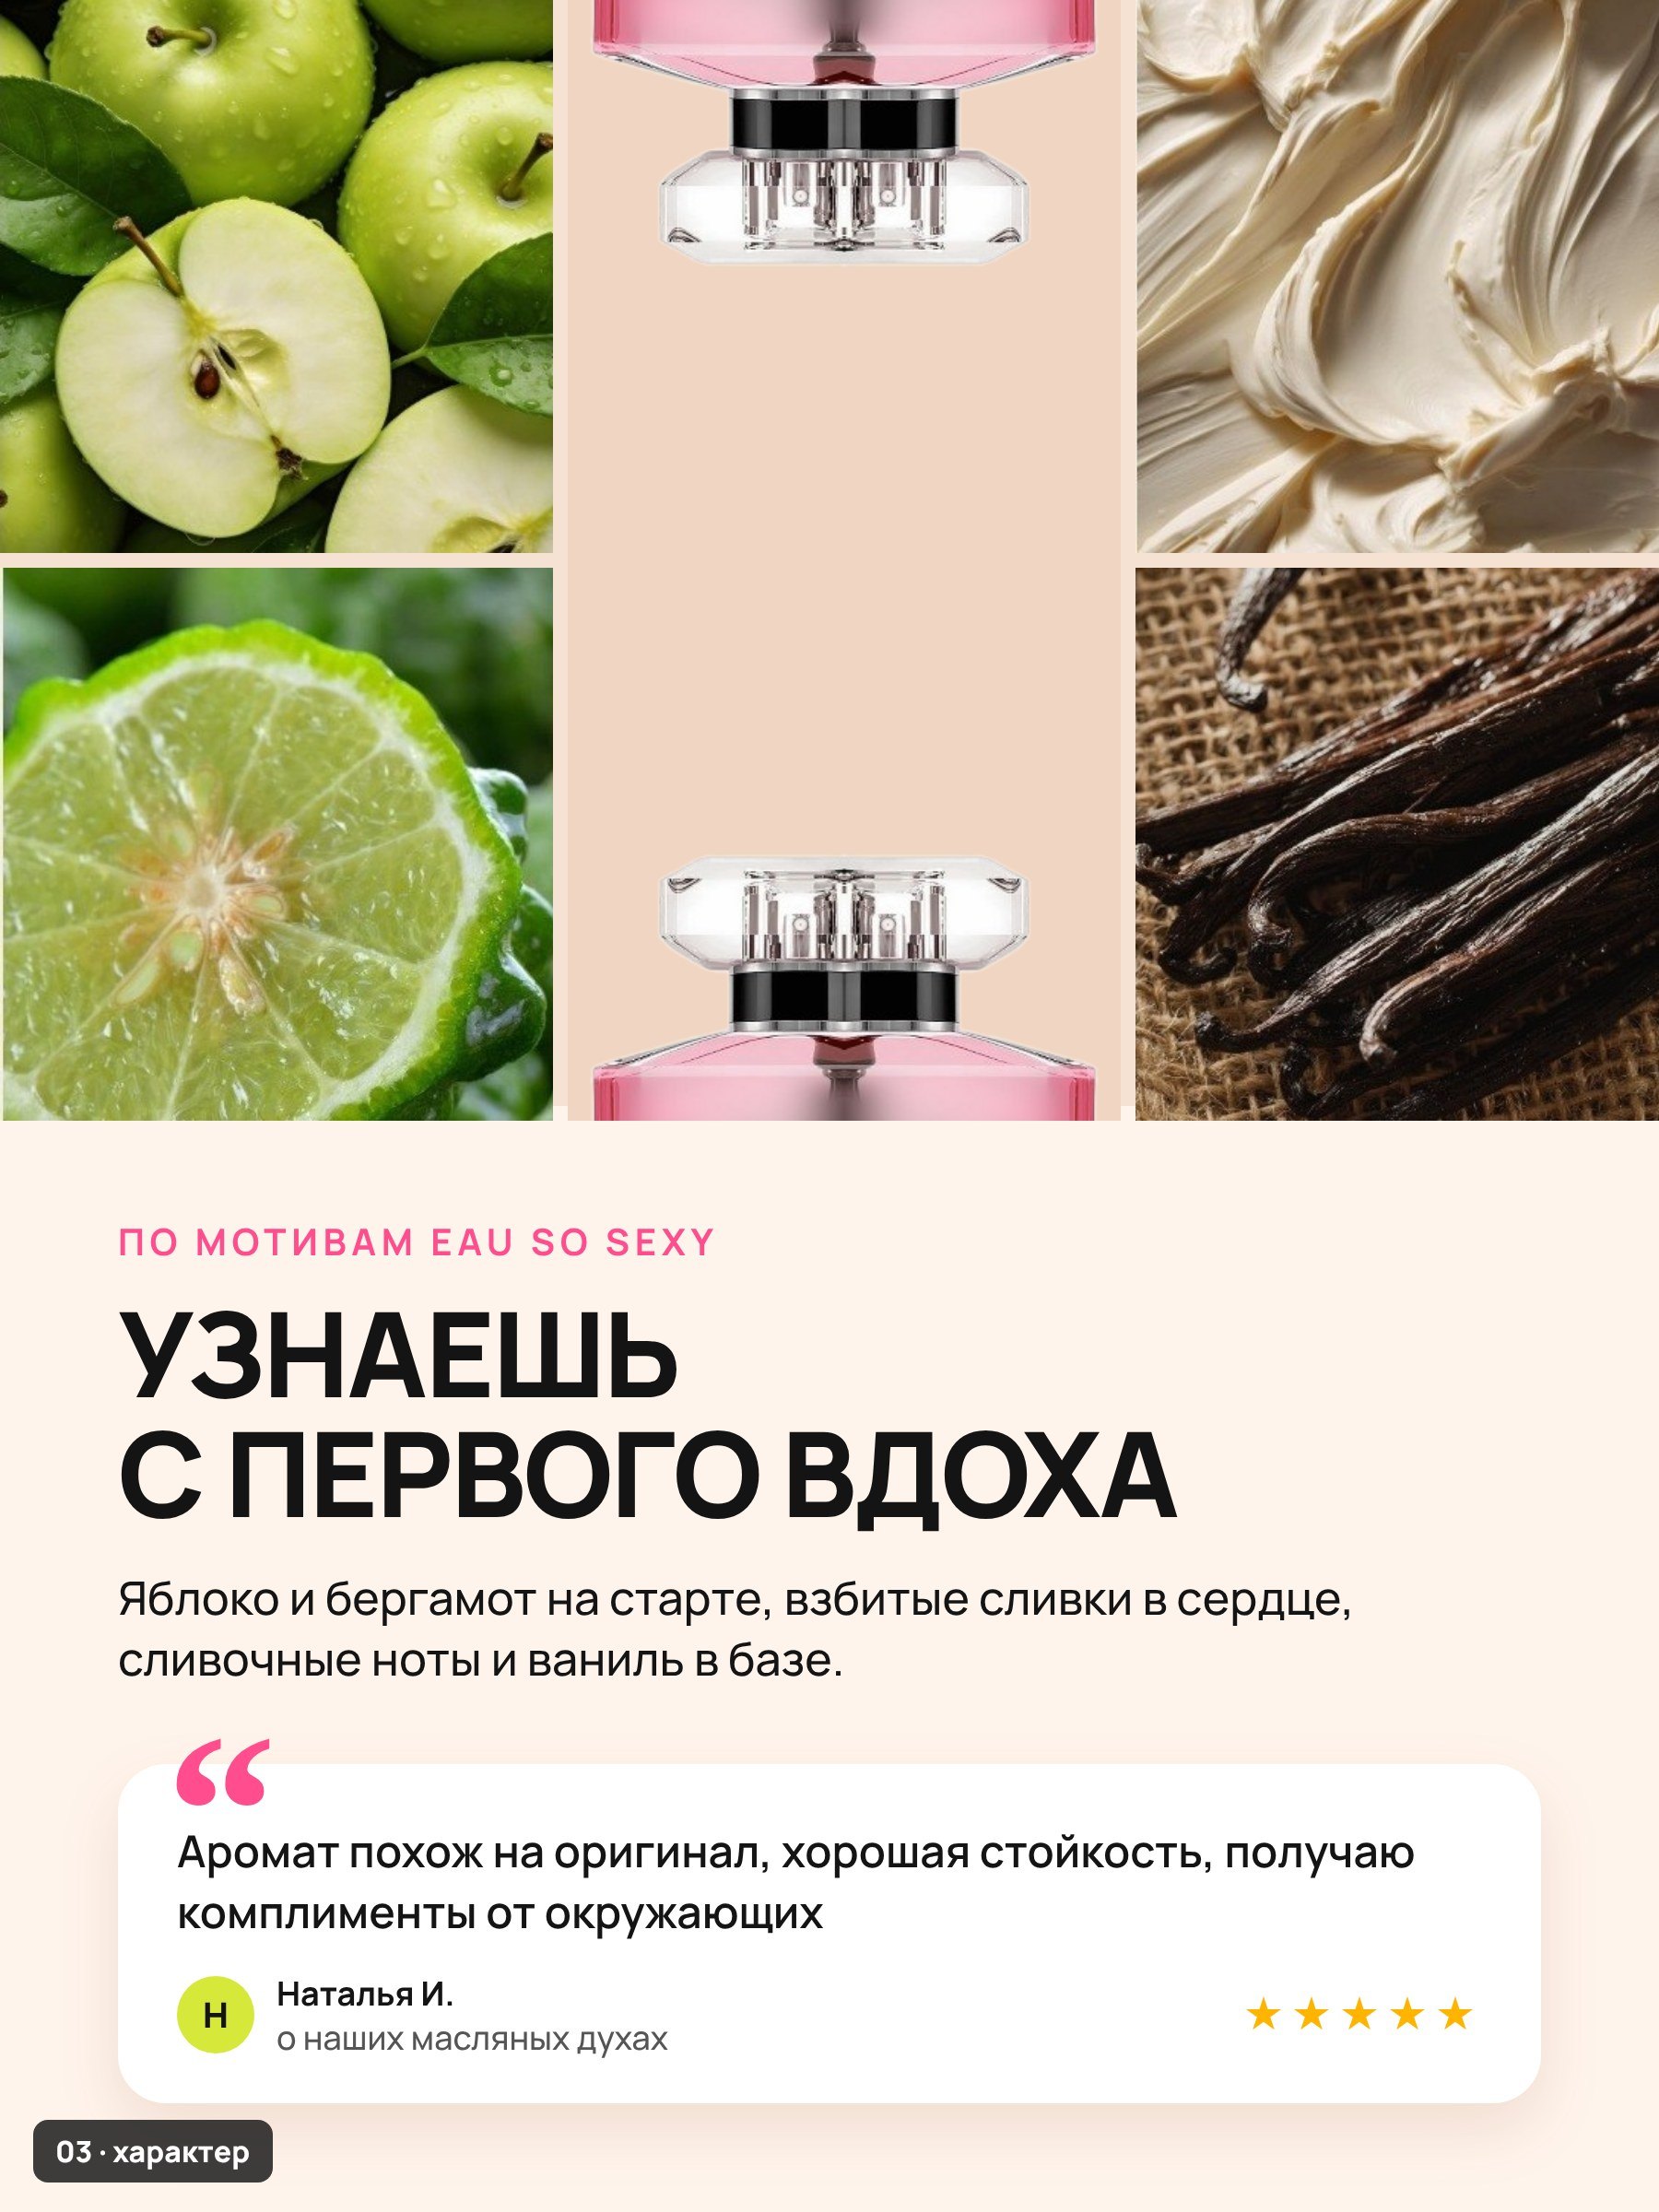 ПО МОТИВАМ EAU SO SEXY
УЗНАЕШЬ
С ПЕРВОГО ВДОХА
Яблоко и бергамот на старте, взбитые сливки в сердце,
сливочные ноты и ваниль в базе.
“
Аромат похож на оригинал, хорошая стойкость, получаю
комплименты от окружающих
Н
Наталья И.
о наших масляных духах
★★★★★
03 · характер